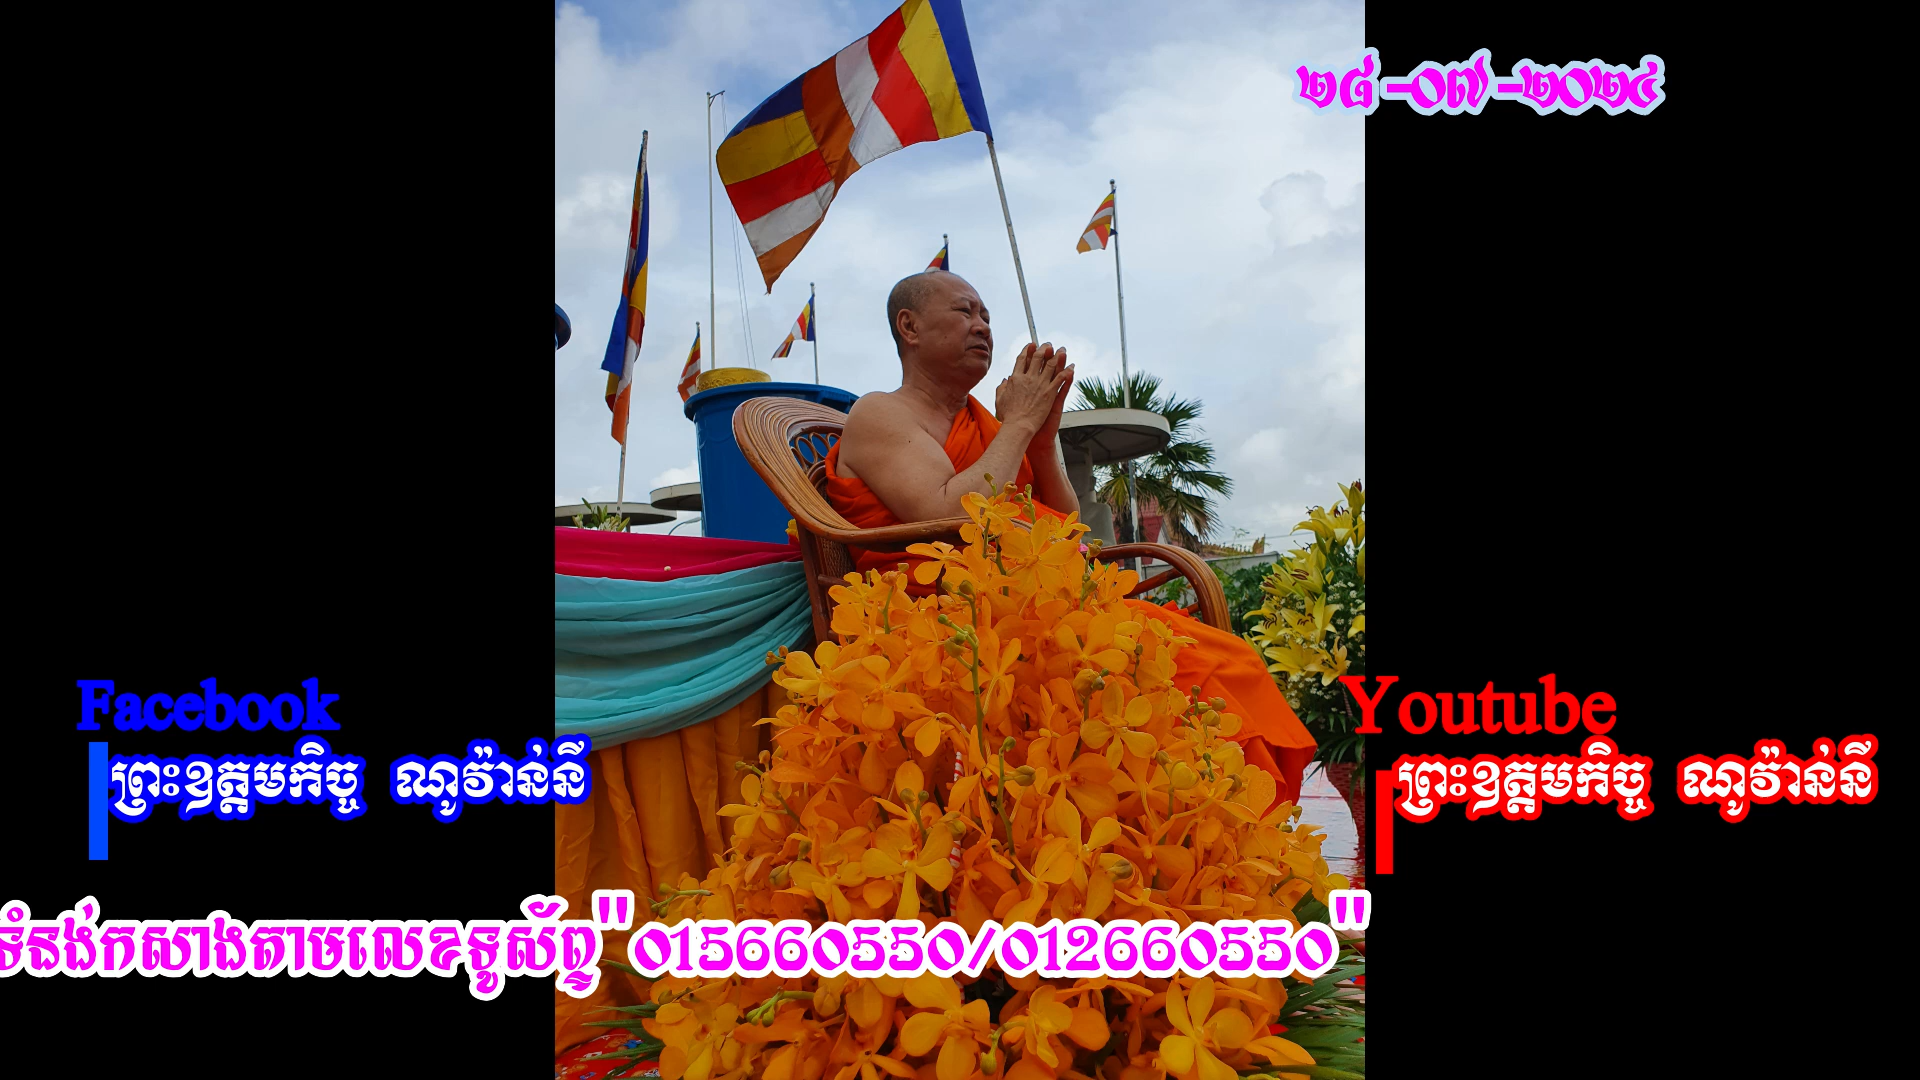 ២៨-០៧-២០២៤
Facebook
ព្រះឧត្តមកិច្ច ណូវ៉ាន់នី
Youtube
ព្រះឧត្តមកិច្ច ណូវ៉ាន់នី
ទំនង់កសាងតាមលេខទូស័ព្ទ"015660550/012660550"